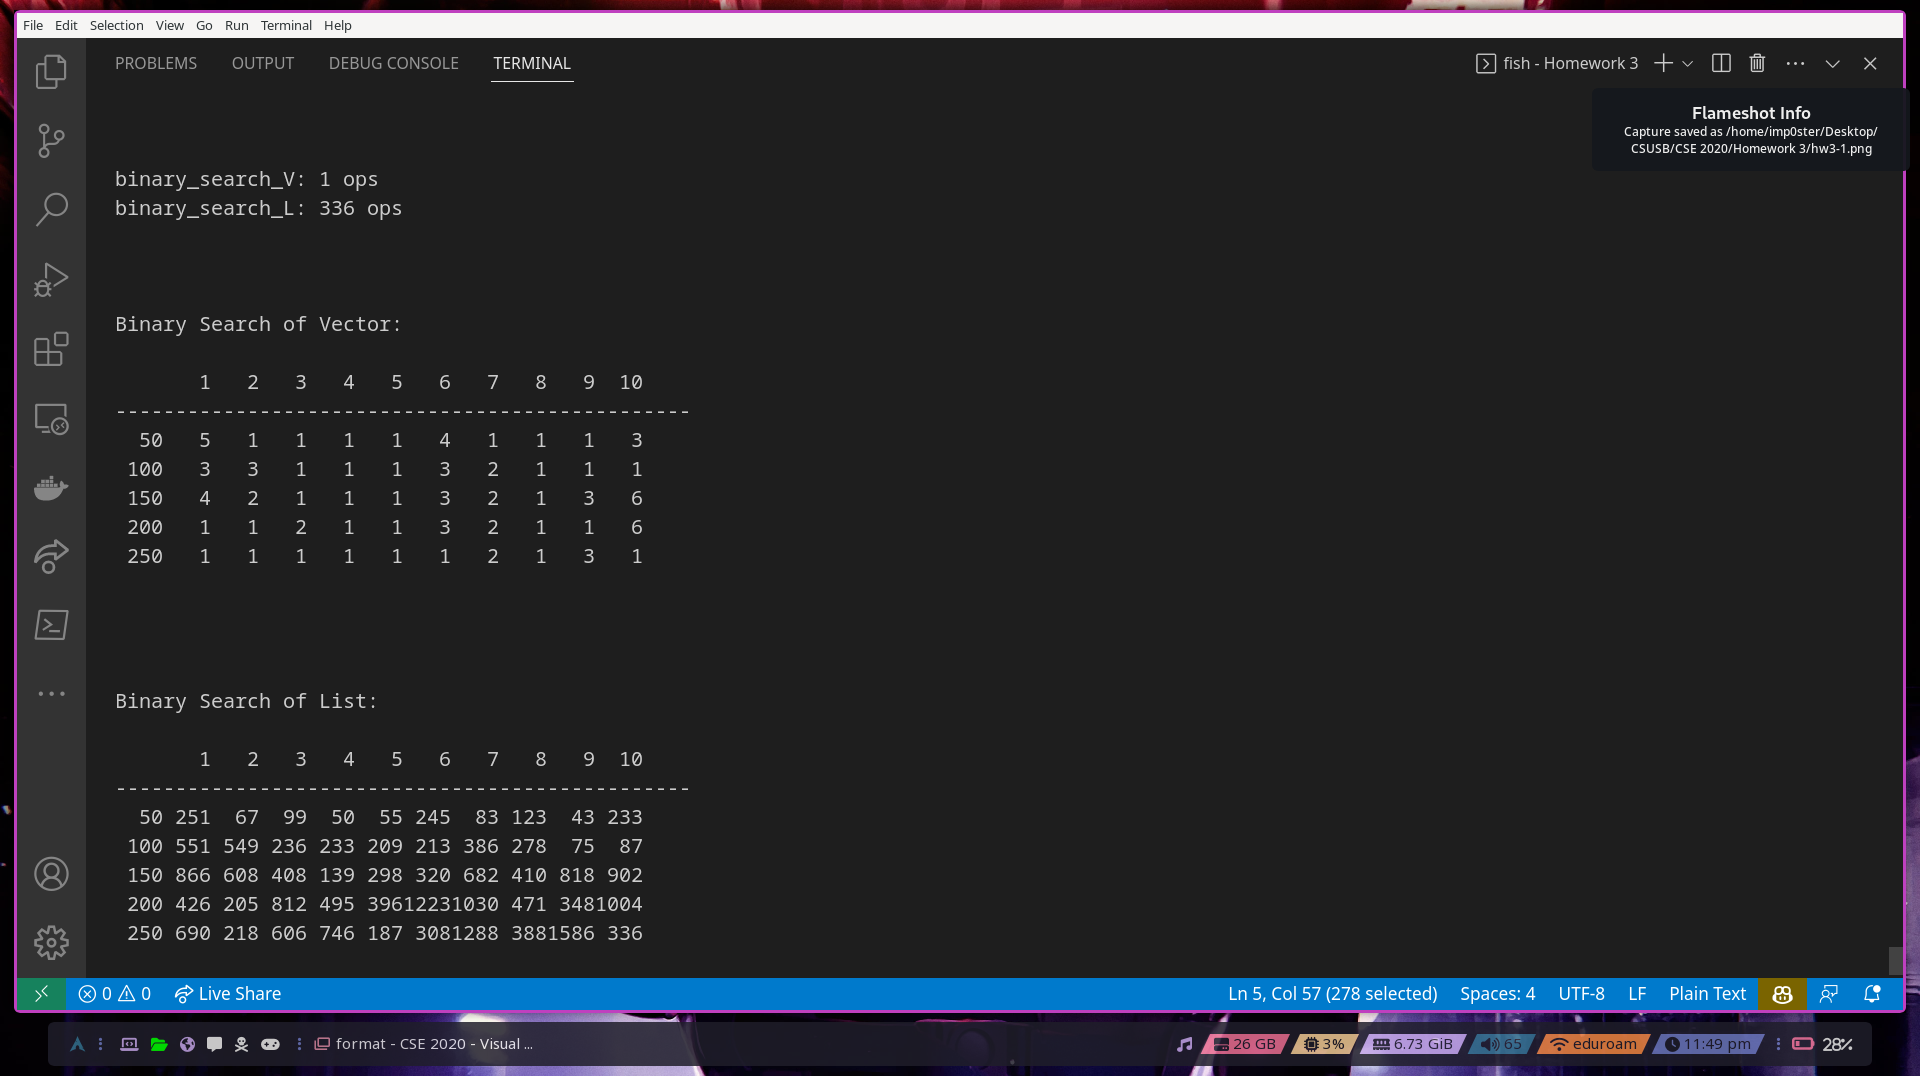 File Edit Selection View Go Run Terminal Help
PROBLEMS OUTPUT DEBUG CONSOLE TERMINAL
fish - Homework 3
Flameshot Info
Capture saved as /home/imp0ster/Desktop/
CSUSB/CSE 2020/Homework 3/hw3-1.png
binary_search_V: 1 ops
binary_search_L: 336 ops
Binary Search of Vector:
1 2 3 4 5 6 7 8 9 10
------------------------------------------------
50 5 1 1 1 1 4 1 1 1 3
100 3 3 1 1 1 3 2 1 1 1
150 4 2 1 1 1 3 2 1 3 6
200 1 1 2 1 1 3 2 1 1 6
250 1 1 1 1 1 1 2 1 3 1
Binary Search of List:
1 2 3 4 5 6 7 8 9 10
------------------------------------------------
50 251 67 99 50 55 245 83 123 43 233
100 551 549 236 233 209 213 386 278 75 87
150 866 608 408 139 298 320 682 410 818 902
200 426 205 812 495 39612231030 471 3481004
250 690 218 606 746 187 3081288 3881586 336
0 0 Live Share
Ln 5, Col 57 (278 selected) Spaces: 4 UTF-8 LF Plain Text
format - CSE 2020 - Visual ...
26 GB 3% 6.73 GiB 65 eduroam 11:49 pm 28%